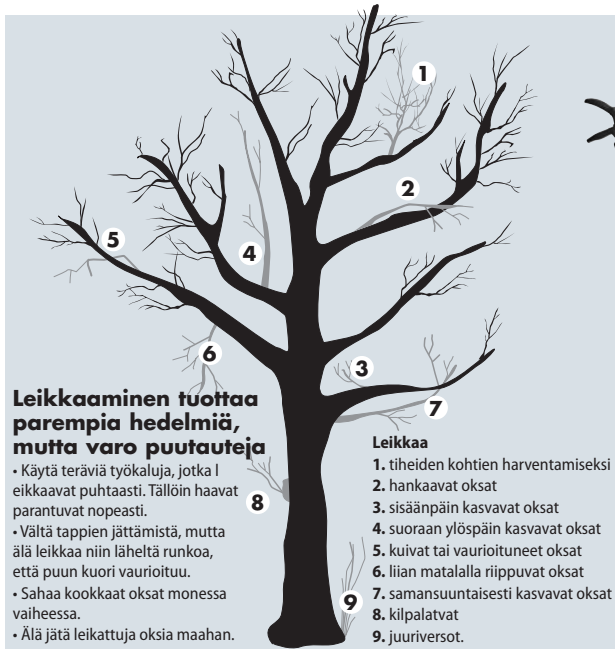 1
2
3
4
5
6
7
8
9
Leikkaaminen tuottaa
parempia hedelmiä,
mutta varo puutauteja
• Käytä teräviä työkaluja, jotka l
eikkaavat puhtaasti. Tällöin haavat
parantuvat nopeasti.
• Vältä tappien jättämistä, mutta
älä leikkaa niin läheltä runkoa,
että puun kuori vaurioituu.
• Sahaa kookkaat oksat monessa
vaiheessa.
• Älä jätä leikattuja oksia maahan.
Leikkaa
1. tiheiden kohtien harventamiseksi
2. hankaavat oksat
3. sisäänpäin kasvavat oksat
4. suoraan ylöspäin kasvavat oksat
5. kuivat tai vaurioituneet oksat
6. liian matalalla riippuvat oksat
7. samansuuntaisesti kasvavat oksat
8. kilpalatvat
9. juuriversot.